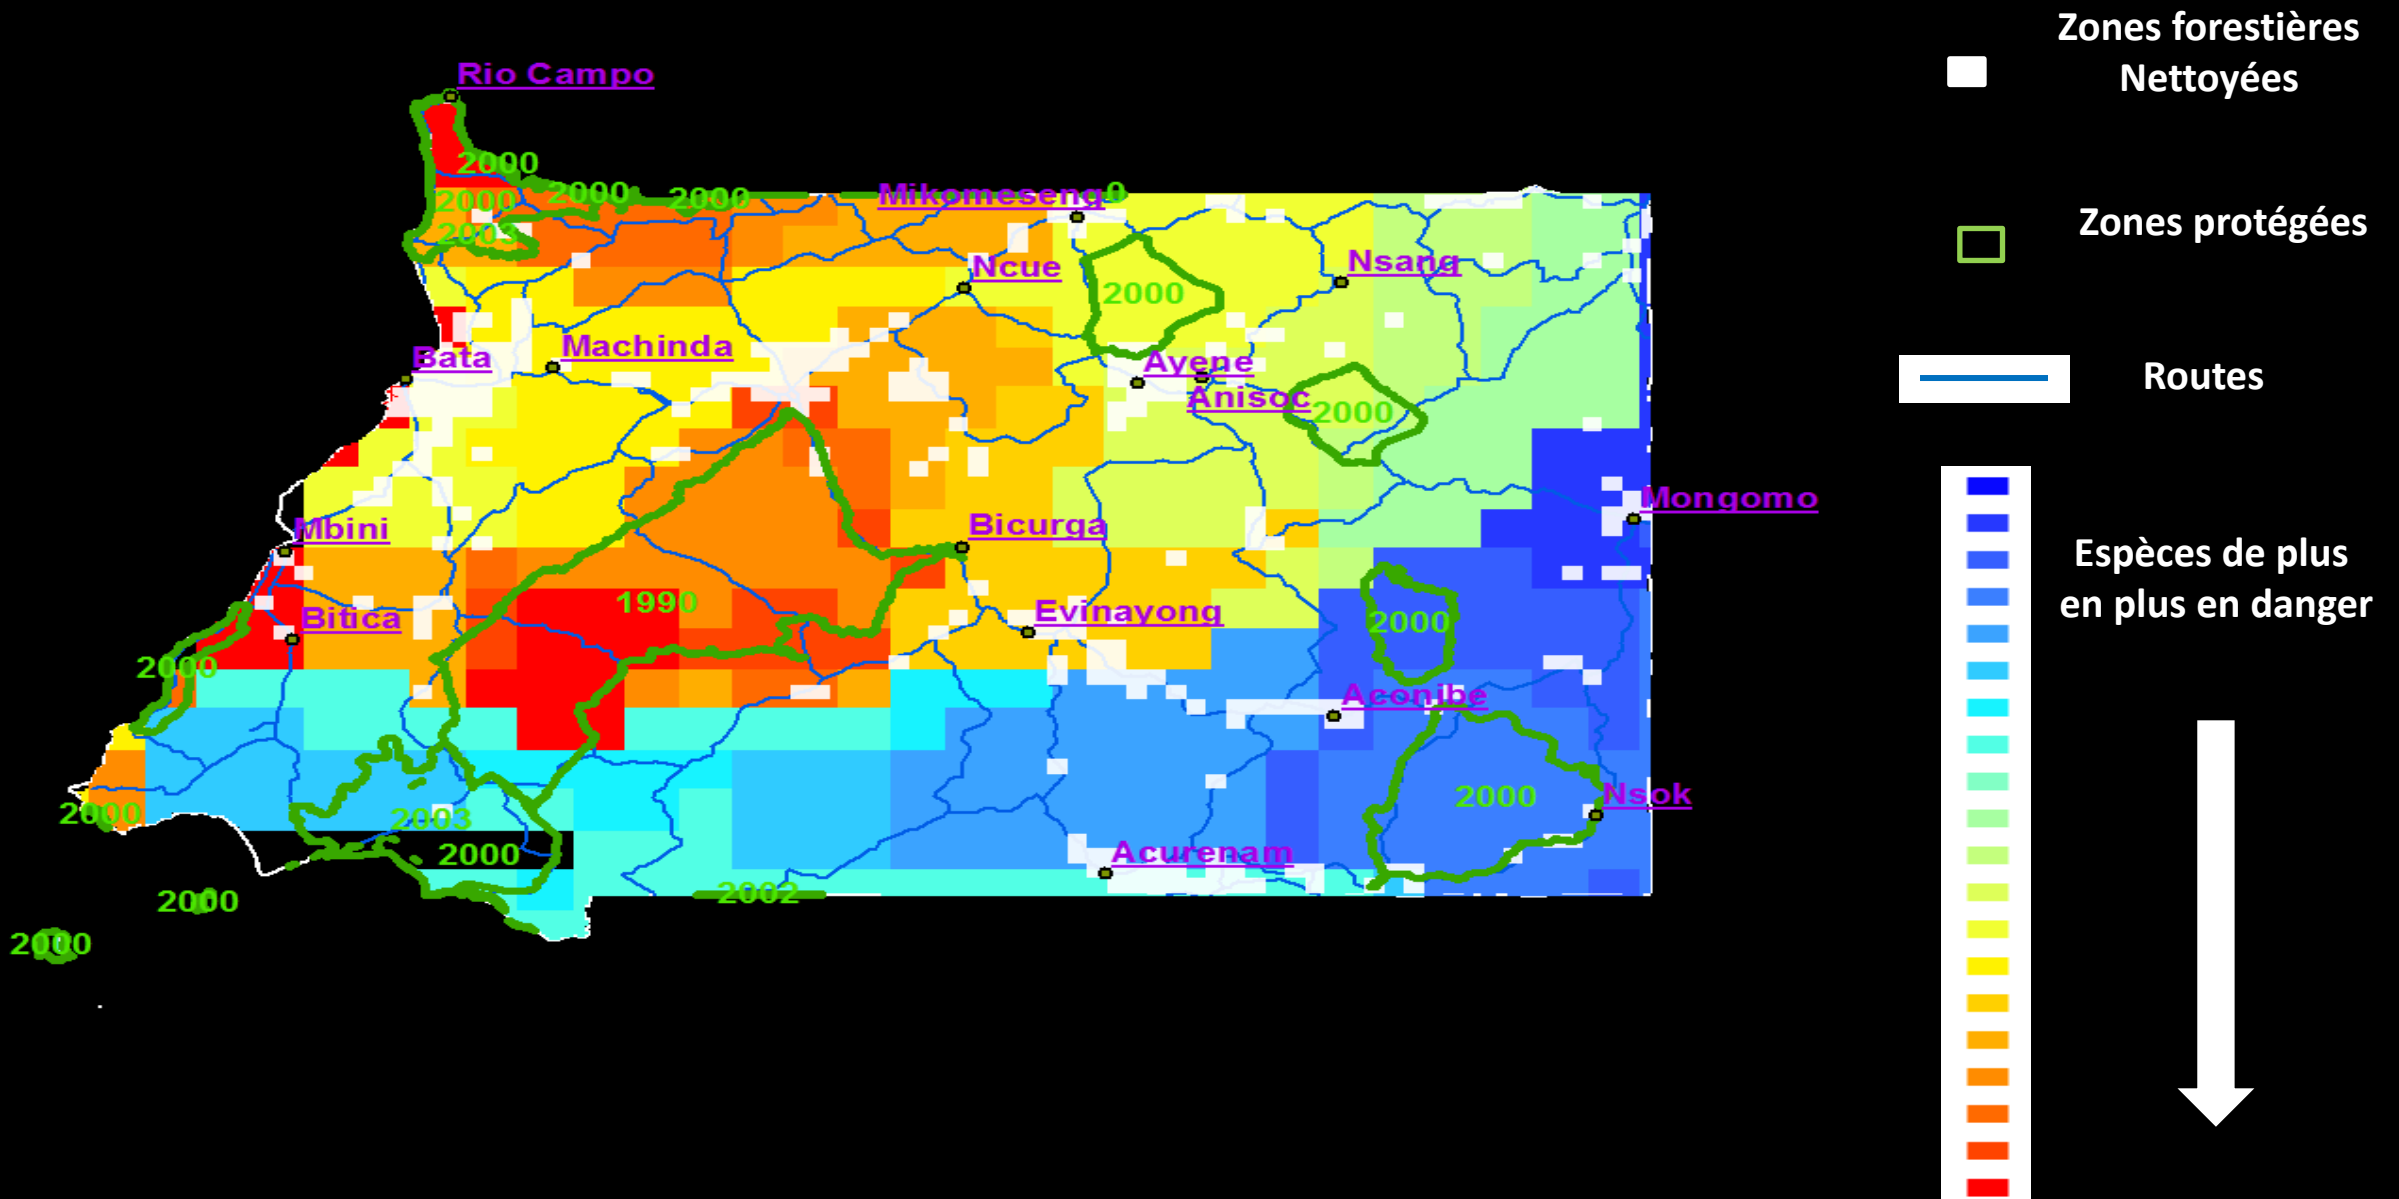 Rio Campo
2000
2000
2000
2000
Mikomeseng
0
2003
Ncue
Nsang
2000
Machinda
Bata
Ayene
Anisoc
2000
Mongomo
Mbini
Bicurga
1990
Evinayong
Bitica
2000
2000
Aconibe
2000
Nsok
2000
2003
2000
Acurenam
2002
2000
2000
Zones forestières
Nettoyées
Zones protégées
Routes
Espèces de plus
en plus en danger